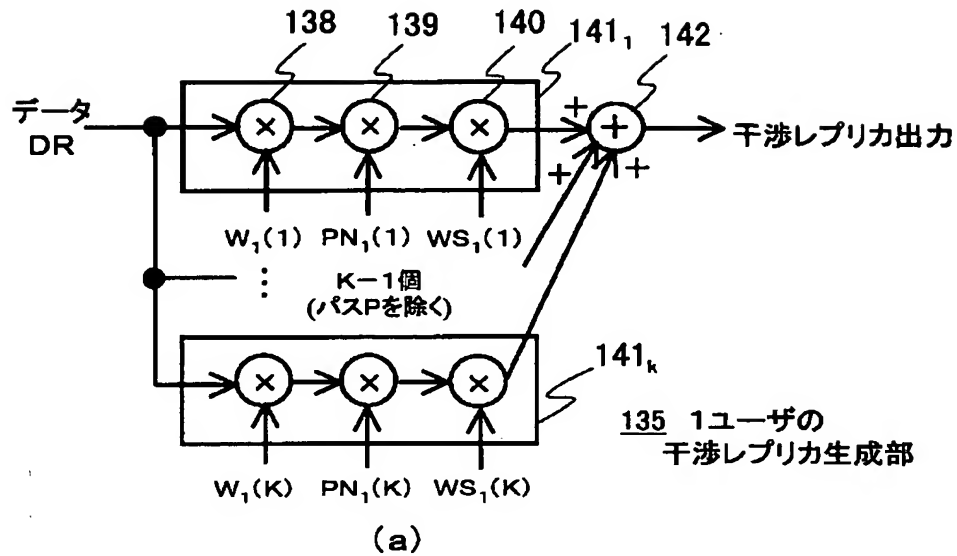 138 139 140 141₁ 142
データ
DR
× × ×
+ + +
+ +
干渉レプリカ出力
W₁(1) PN₁(1) WS₁(1)
⋮ K−1個
(パスPを除く)
× × ×
141ₖ
W₁(K) PN₁(K) WS₁(K)
135 1ユーザの
干渉レプリカ生成部
(a)